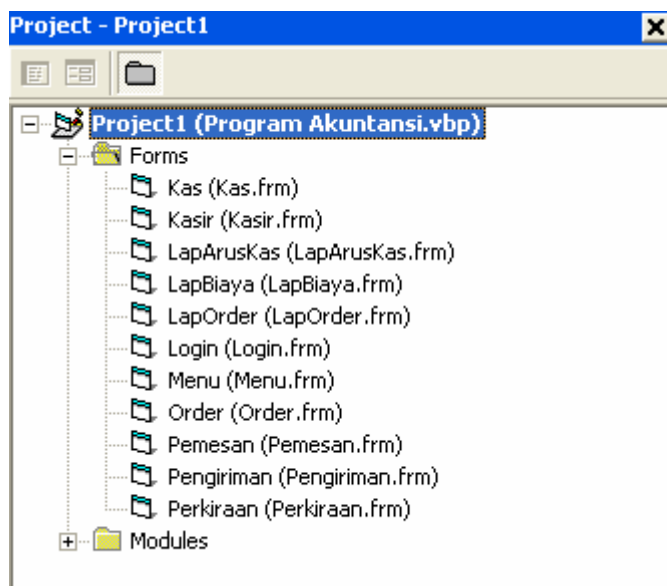 Project - Project1
Project1 (Program Akuntansi.vbp)
Forms
Kas (Kas.frm)
Kasir (Kasir.frm)
LapArusKas (LapArusKas.frm)
LapBiaya (LapBiaya.frm)
LapOrder (LapOrder.frm)
Login (Login.frm)
Menu (Menu.frm)
Order (Order.frm)
Pemesan (Pemesan.frm)
Pengiriman (Pengiriman.frm)
Perkiraan (Perkiraan.frm)
Modules